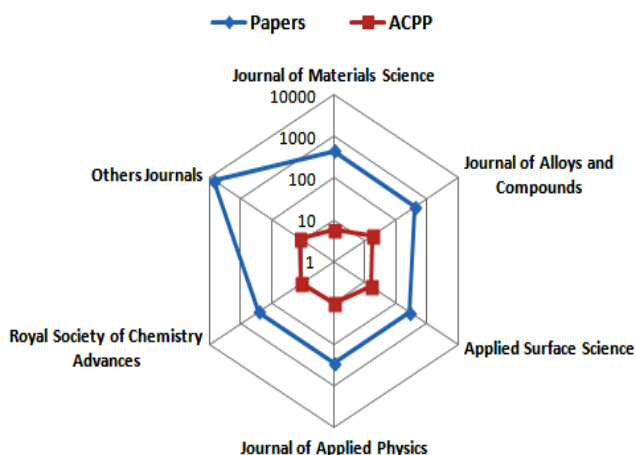 Papers
ACPP
Journal of Materials Science
10000
1000
100
10
1
Journal of Alloys and
Compounds
Others Journals
Royal Society of Chemistry
Advances
Applied Surface Science
Journal of Applied Physics